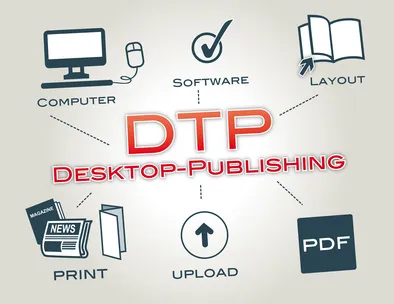 Computer
Software
Layout
DTP
Desktop-Publishing
MAGAZINE
NEWS
PRINT
UPLOAD
PDF